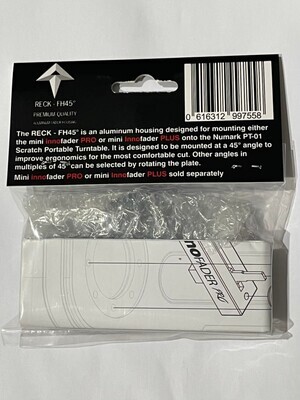 RECK - FH45°
PREMIUM QUALITY
0 616312 997558
The RECK - FH45° is an aluminum housing designed for mounting either
the mini innofader PRO or mini Innofader PLUS onto the Numark PT-01
Scratch Portable Turntable. It is designed to be mounted at a 45° angle to
improve ergonomics for the most comfortable cut. Other angles in
multiples of 45° can be selected by rotating the plate.
Mini innofader PRO or mini Innofader PLUS sold separately
noFADER PRO